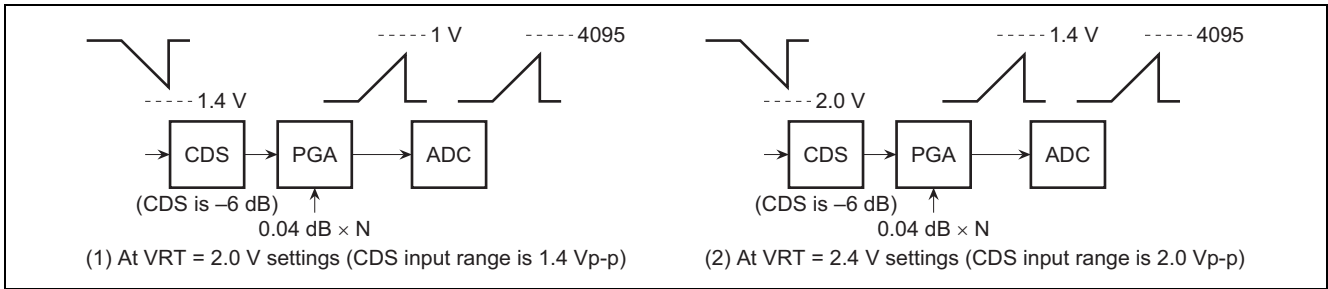 ----- 1 V
----- 4095
----- 1.4 V
CDS
PGA
ADC
(CDS is –6 dB)
0.04 dB × N
(1) At VRT = 2.0 V settings (CDS input range is 1.4 Vp-p)
----- 1.4 V
----- 4095
----- 2.0 V
CDS
PGA
ADC
(CDS is –6 dB)
0.04 dB × N
(2) At VRT = 2.4 V settings (CDS input range is 2.0 Vp-p)